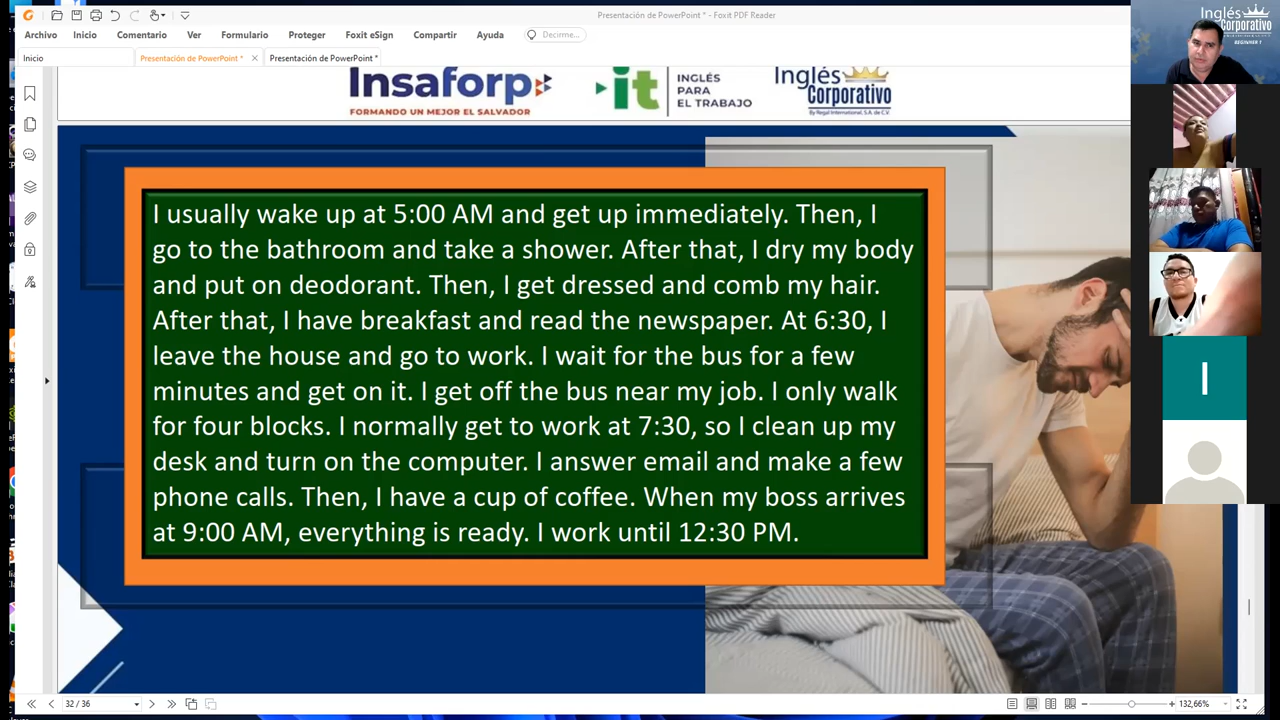 Presentación de PowerPoint * - Foxit PDF Reader
Archivo Inicio Comentario Ver Formulario Proteger Foxit eSign Compartir Ayuda Decirme...
Inicio Presentación de PowerPoint * Presentación de PowerPoint *
Insaforp
FORMANDO UN MEJOR EL SALVADOR
it
INGLÉS
PARA
EL TRABAJO
Inglés
Corporativo
By Regal International, S.A. de C.V.
Inglés
Corporativo
BEGINNER 1
I usually wake up at 5:00 AM and get up immediately. Then, I
go to the bathroom and take a shower. After that, I dry my body
and put on deodorant. Then, I get dressed and comb my hair.
After that, I have breakfast and read the newspaper. At 6:30, I
leave the house and go to work. I wait for the bus for a few
minutes and get on it. I get off the bus near my job. I only walk
for four blocks. I normally get to work at 7:30, so I clean up my
desk and turn on the computer. I answer email and make a few
phone calls. Then, I have a cup of coffee. When my boss arrives
at 9:00 AM, everything is ready. I work until 12:30 PM.
I
32 / 36
132,66%